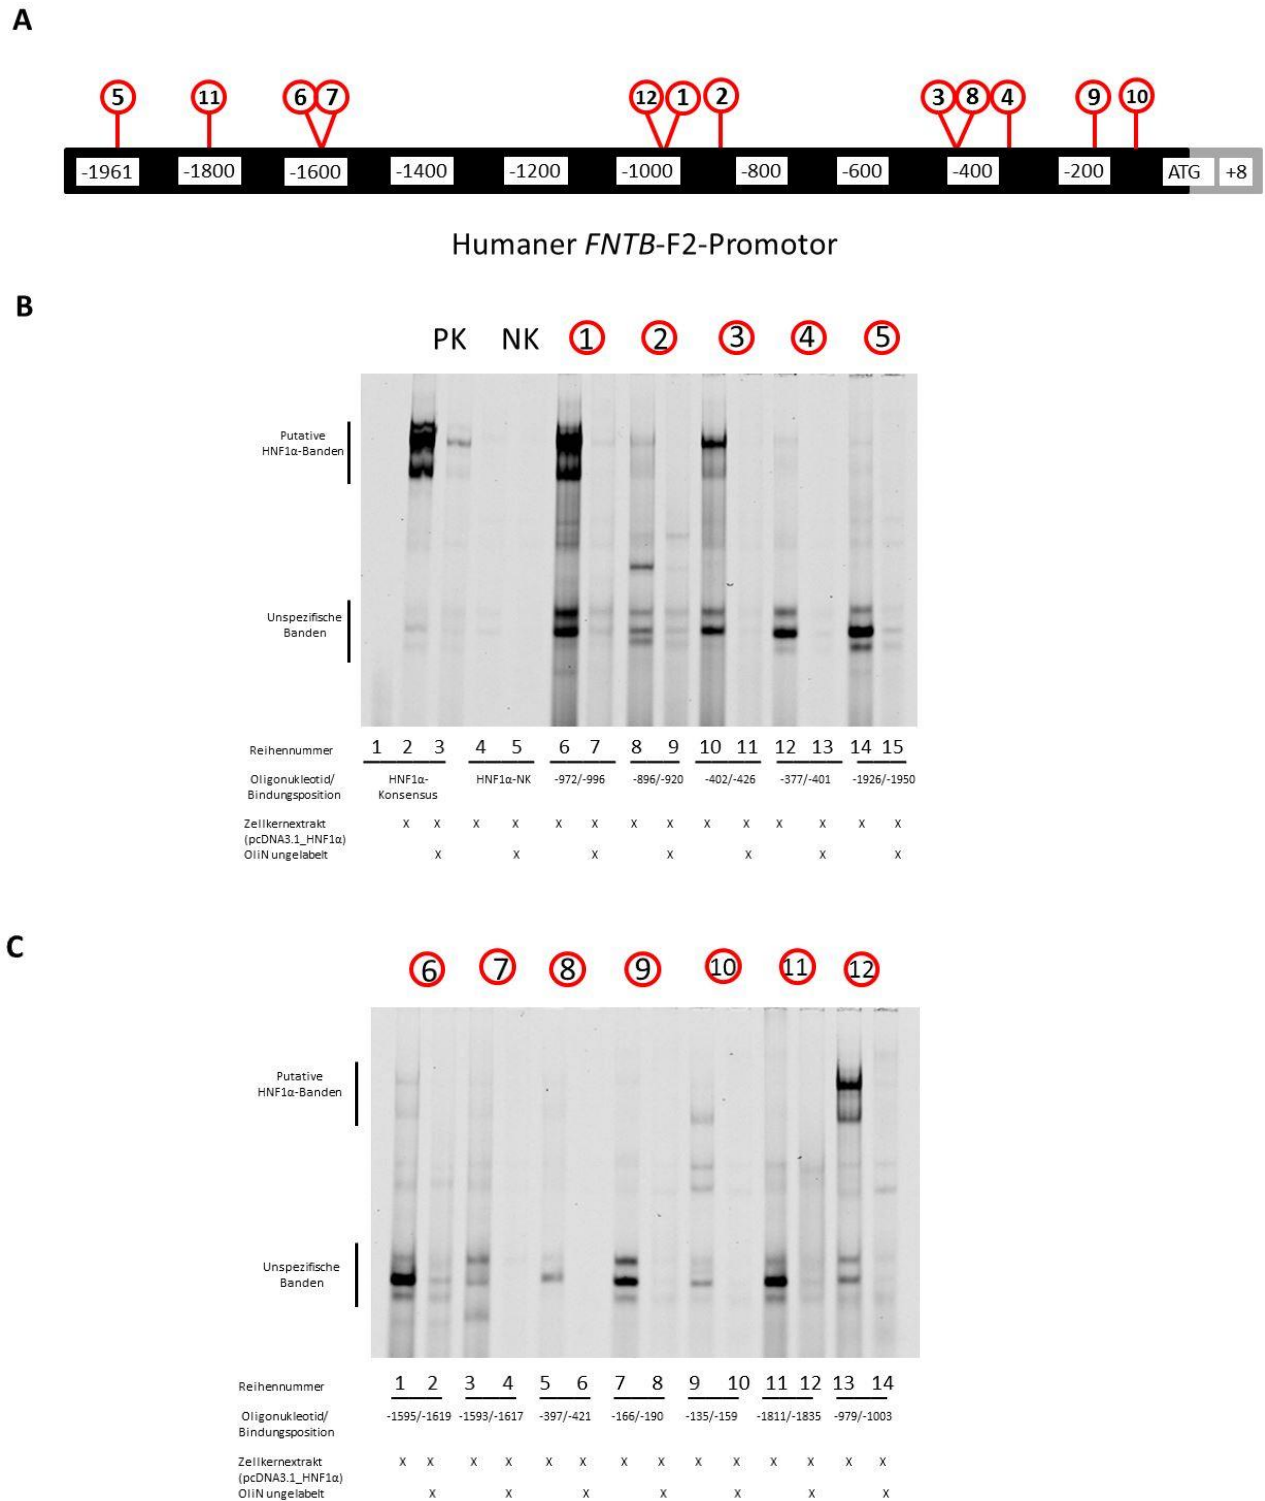 A
5 11 6 7 12 1 2 3 8 4 9 10
-1961 -1800 -1600 -1400 -1200 -1000 -800 -600 -400 -200 ATG +8
Humaner FNTB-F2-Promotor
B
PK NK 1 2 3 4 5
Putative
HNF1α-Banden
Unspezifische
Banden
Reihennummer 1 2 3 4 5 6 7 8 9 10 11 12 13 14 15
Oligonukleotid/ HNF1α- HNF1α-NK -972/-996 -896/-920 -402/-426 -377/-401 -1926/-1950
Bindungsposition Konsensus
Zellkernextrakt X X X X X X X X X X X X X X
(pcDNA3.1_HNF1α)
OliN ungelabelt X X X X X X X
C
6 7 8 9 10 11 12
Putative
HNF1α-Banden
Unspezifische
Banden
Reihennummer 1 2 3 4 5 6 7 8 9 10 11 12 13 14
Oligonukleotid/ -1595/-1619 -1593/-1617 -397/-421 -166/-190 -135/-159 -1811/-1835 -979/-1003
Bindungsposition
Zellkernextrakt X X X X X X X X X X X X X X
(pcDNA3.1_HNF1α)
OliN ungelabelt X X X X X X X